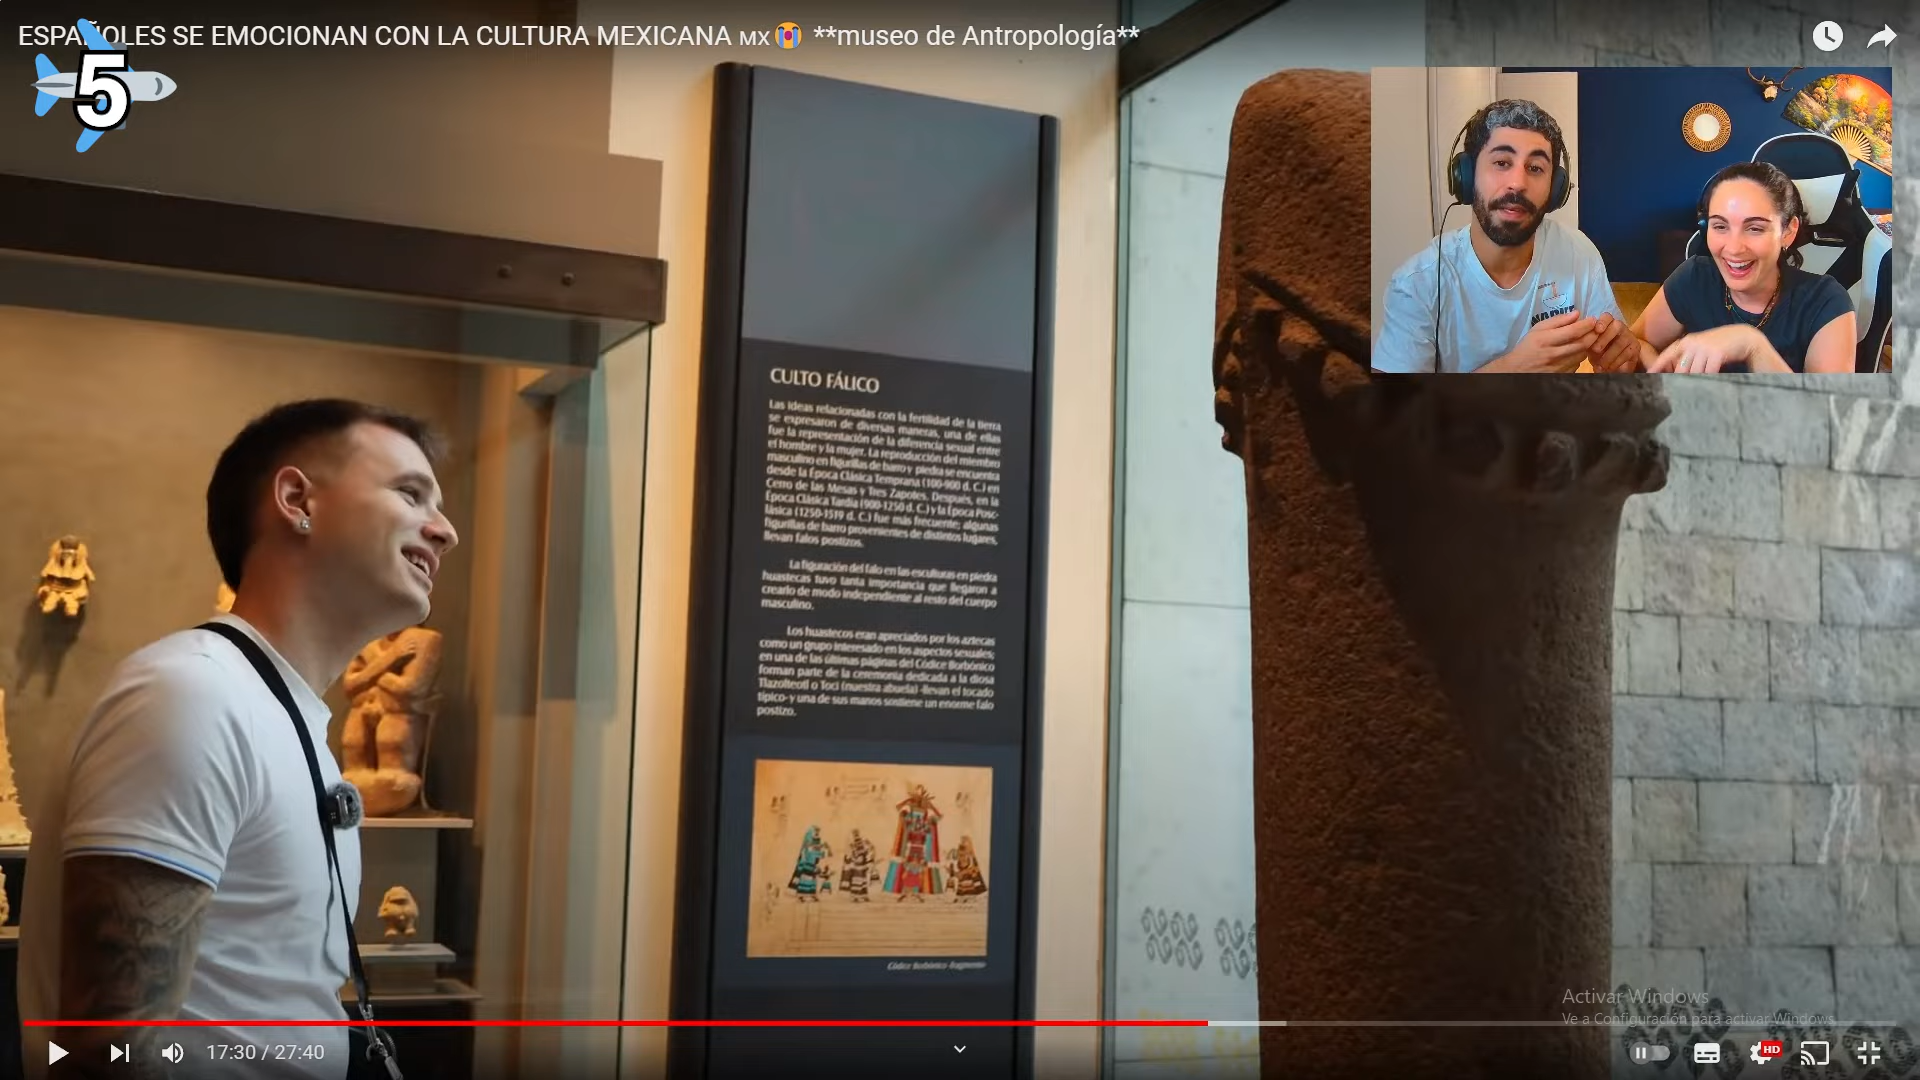 ESPAÑOLES SE EMOCIONAN CON LA CULTURA MEXICANA MX😭 **museo de Antropología**
5
CULTO FÁLICO
Las ideas relacionadas con la fertilidad de la tierra
se expresaron de diversas maneras, una de ellas
fue la representación de la diferencia sexual entre
el hombre y la mujer. La reproducción del miembro
masculino en figurillas de barro y piedra se encuentra
desde la Época Clásica Temprana (100-900 d. C.) en
Cerro de las Mesas y Tres Zapotes. Después, en la
Época Clásica Tardía (900-1250 d. C.) y la Época Posc-
lásica (1250-1519 d. C.) fue más frecuente; algunas
figurillas de barro provenientes de distintos lugares,
llevan falos postizos.
La figuración del falo en las esculturas en piedra
huastecas tuvo tanta importancia que llegaron a
crearlo de modo independiente al resto del cuerpo
masculino.
Los huastecos eran apreciados por los aztecas
como un grupo interesado en los aspectos sexuales;
en una de las últimas páginas del Códice Borbónico
forman parte de la ceremonia dedicada a la diosa
Tlazolteotl o Toci (nuestra abuela) -llevan el tocado
típico- y una de sus manos sostiene un enorme falo
postizo.
Códice Borbónico fragmento
Activar Windows
Ve a Configuración para activar Windows.
17:30 / 27:40
HD